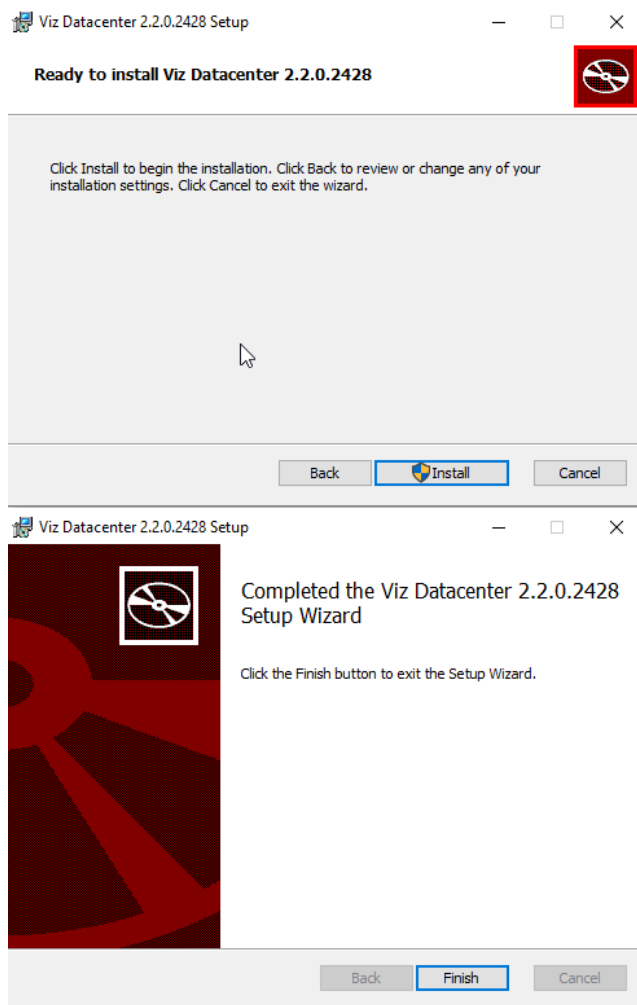 Viz Datacenter 2.2.0.2428 Setup
Ready to install Viz Datacenter 2.2.0.2428
Click Install to begin the installation. Click Back to review or change any of your
installation settings. Click Cancel to exit the wizard.
Back
Install
Cancel
Viz Datacenter 2.2.0.2428 Setup
Completed the Viz Datacenter 2.2.0.2428
Setup Wizard
Click the Finish button to exit the Setup Wizard.
Back
Finish
Cancel